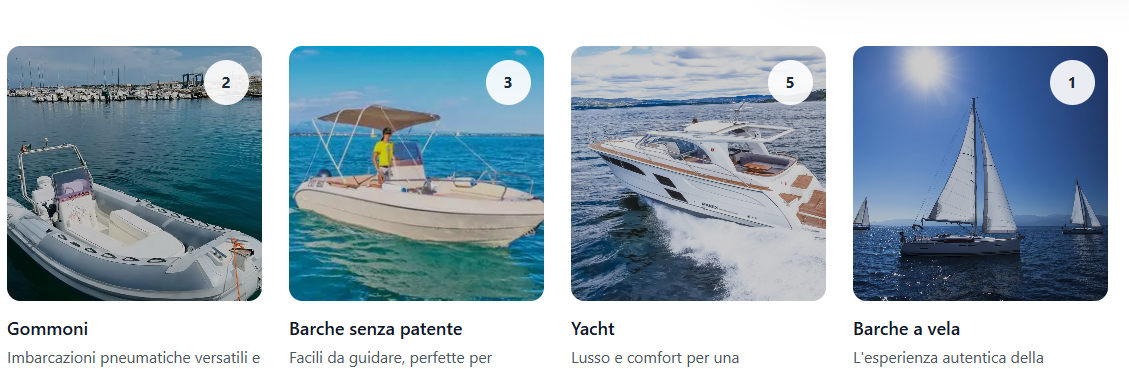 2
3
5
1
Gommoni
Barche senza patente
Yacht
Barche a vela
Imbarcazioni pneumatiche versatili e
Facili da guidare, perfette per
Lusso e comfort per una
L'esperienza autentica della